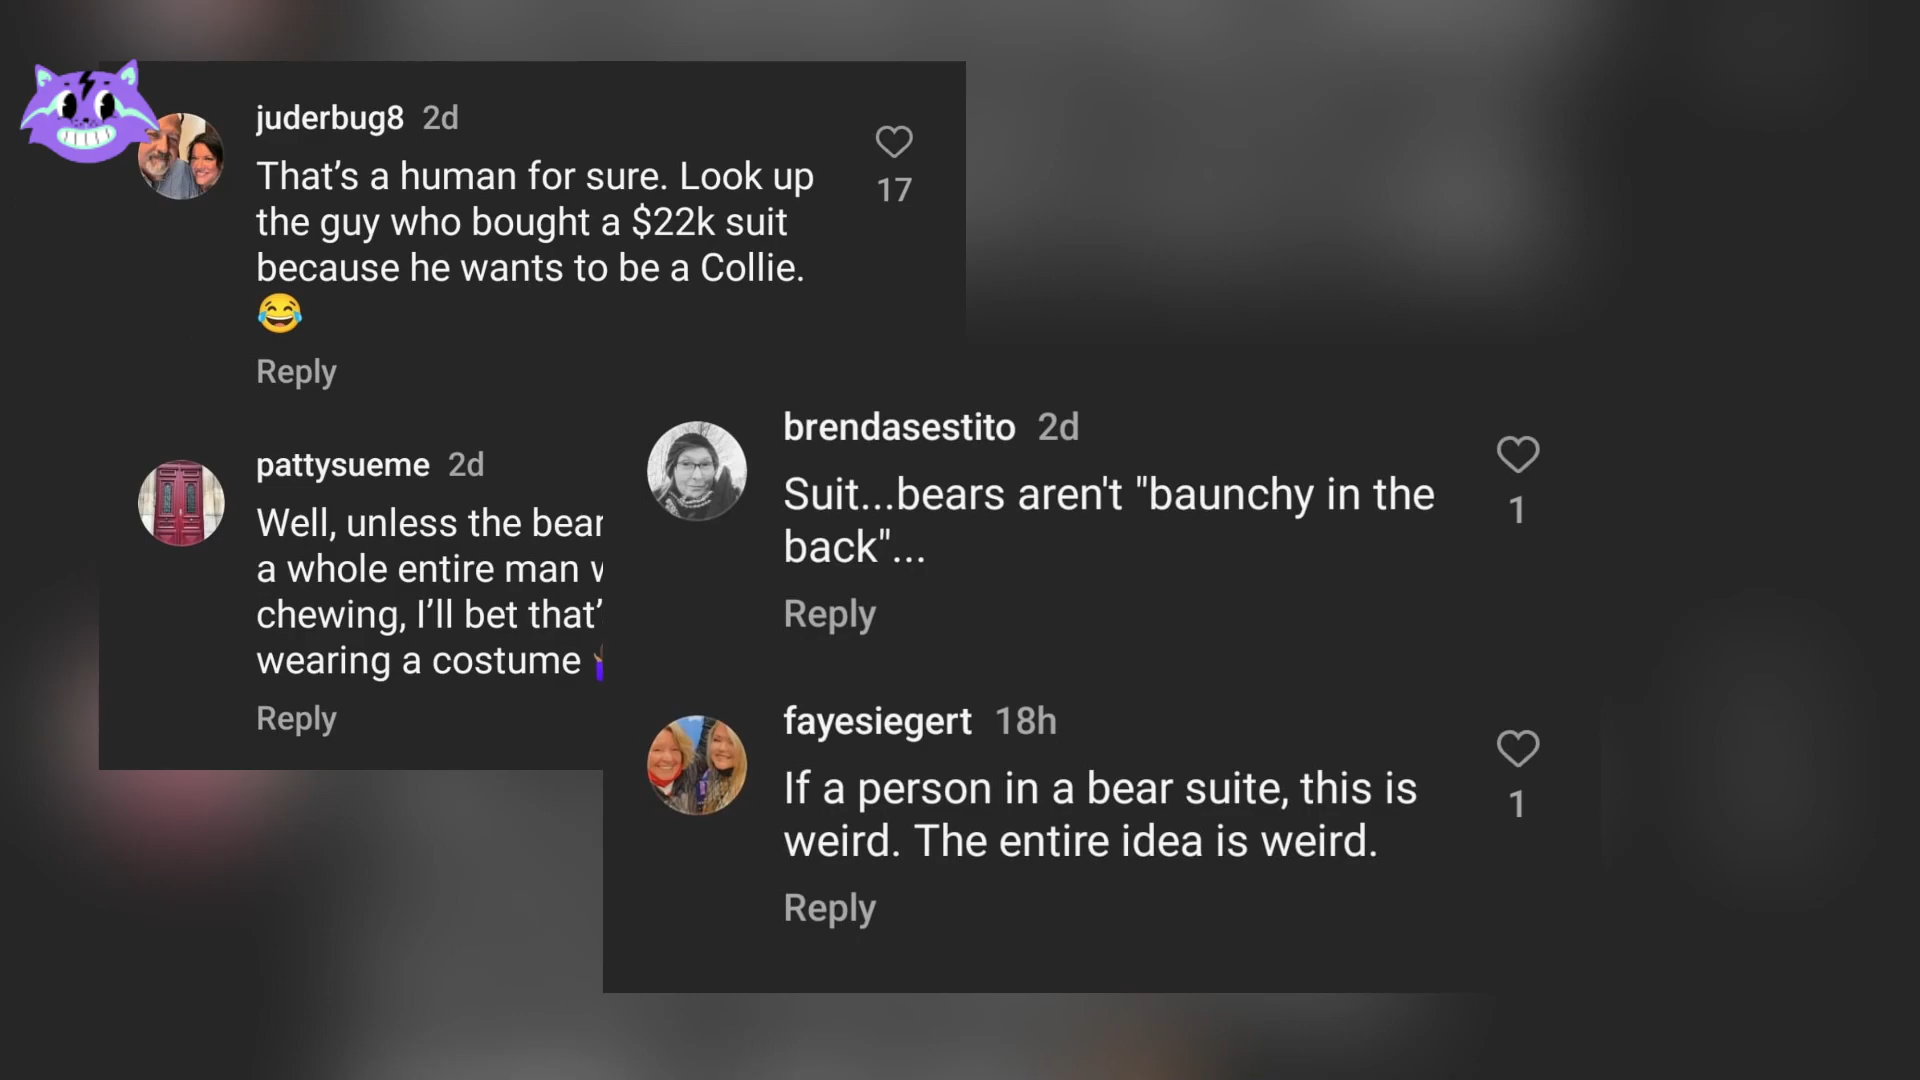 juderbug8 2d
That’s a human for sure. Look up
the guy who bought a $22k suit
because he wants to be a Collie.
😂
17
Reply
pattysueme 2d
Well, unless the bear
a whole entire man
chewing, I’ll bet that’
wearing a costume
Reply
brendasestito 2d
Suit...bears aren't "baunchy in the
back"...
1
Reply
fayesiegert 18h
If a person in a bear suite, this is
weird. The entire idea is weird.
1
Reply